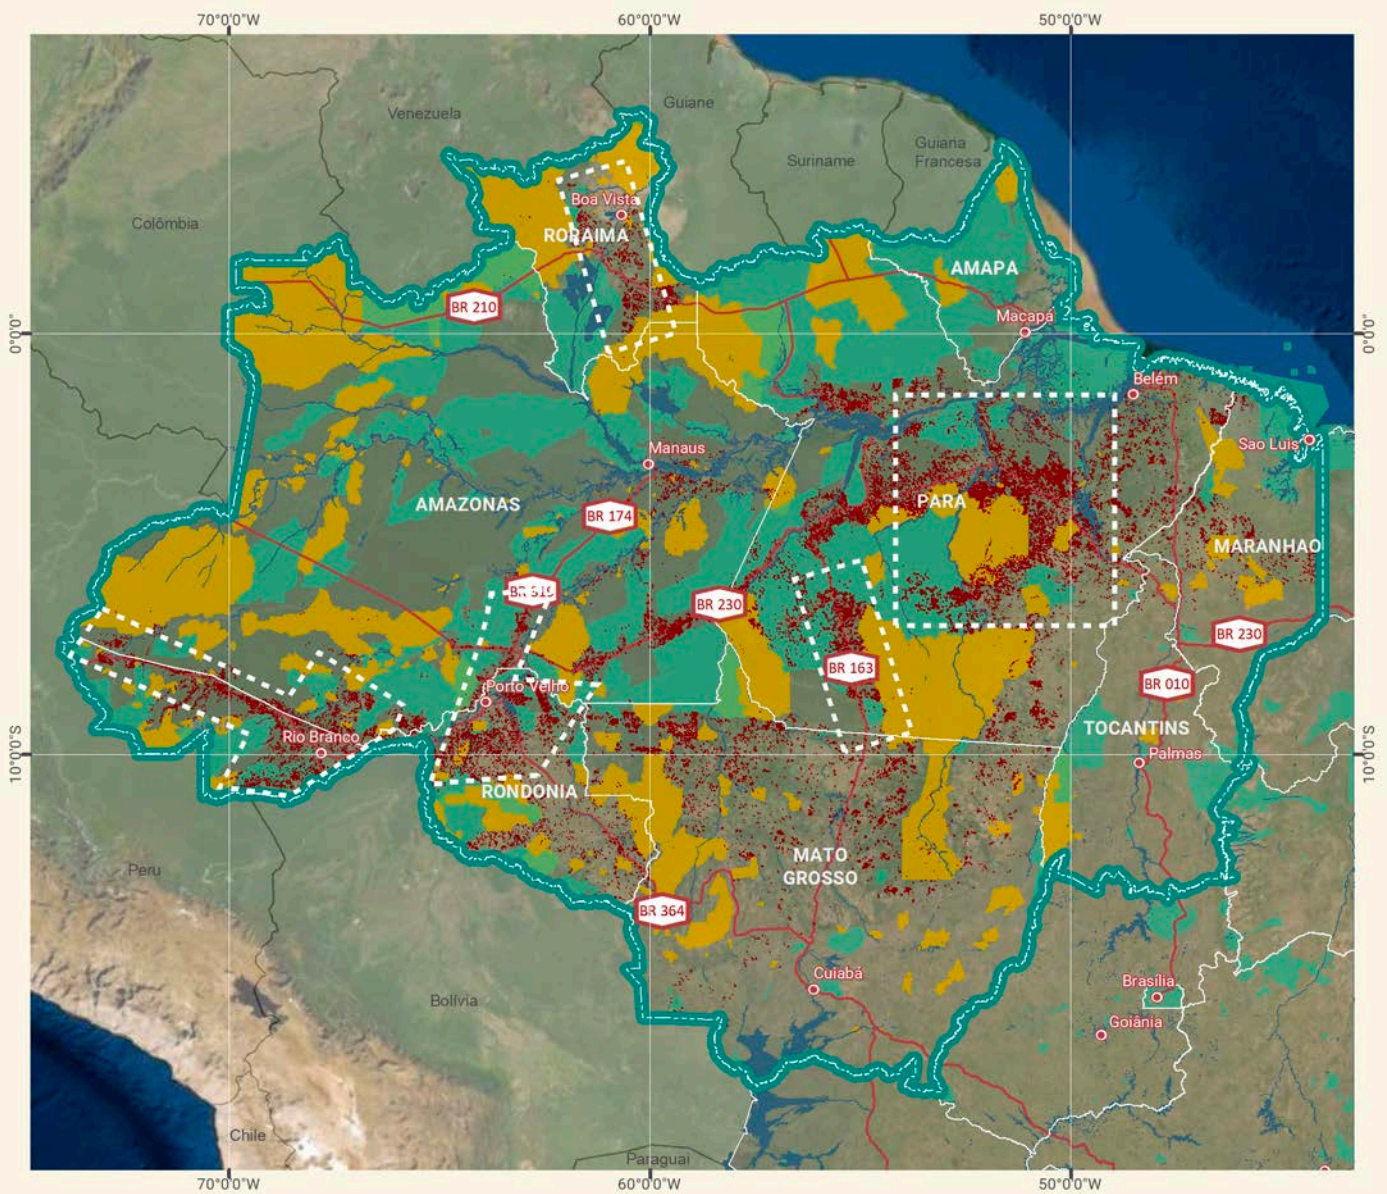 70°0'0"W
60°0'0"W
50°0'0"W
Venezuela
Guiane
Suriname
Guiana
Francesa
Colômbia
Boa Vista
RORAIMA
AMAPA
BR 210
Macapá
0°0'0"
0°0'0"
Belém
Sao Luis
Manaus
AMAZONAS
PARA
BR 174
MARANHAO
BR 319
BR 230
BR 230
BR 163
BR 010
Porto Velho
TOCANTINS
Rio Branco
Palmas
10°0'0"S
10°0'0"S
RONDONIA
MATO
GROSSO
Peru
BR 364
Cuiabá
Brasília
Bolívia
Goiânia
Chile
Paraguai
70°0'0"W
60°0'0"W
50°0'0"W